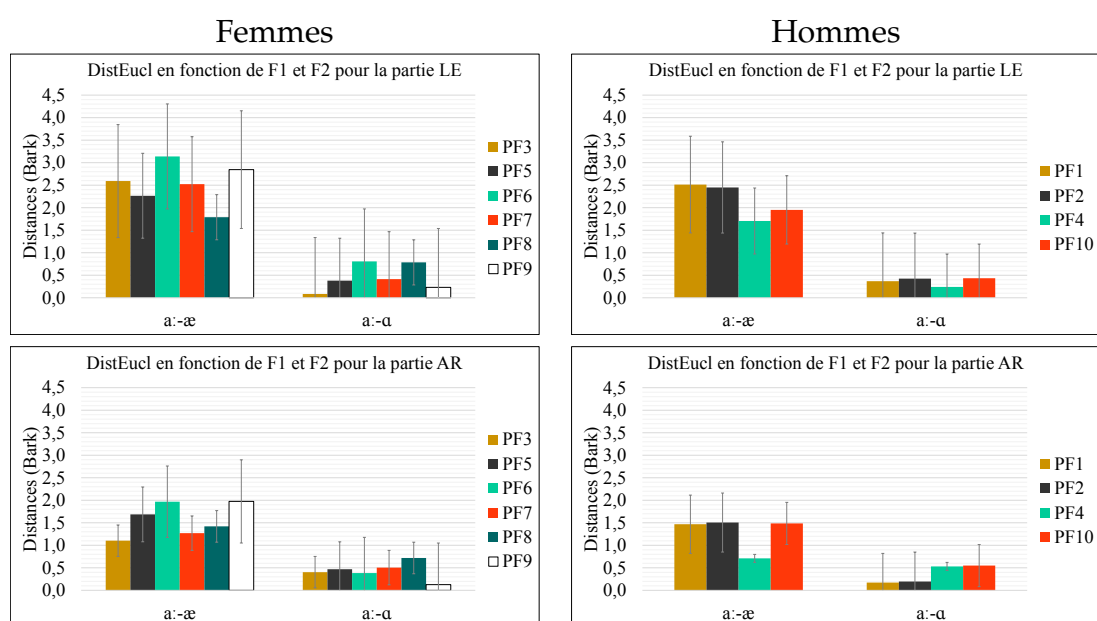 Femmes
Hommes
DistEucl en fonction de F1 et F2 pour la partie LE
Distances (Bark)
4,5
4,0
3,5
3,0
2,5
2,0
1,5
1,0
0,5
0,0
aː-æ
aː-ɑ
PF3
PF5
PF6
PF7
PF8
PF9
DistEucl en fonction de F1 et F2 pour la partie LE
Distances (Bark)
4,5
4,0
3,5
3,0
2,5
2,0
1,5
1,0
0,5
0,0
aː-æ
aː-ɑ
PF1
PF2
PF4
PF10
DistEucl en fonction de F1 et F2 pour la partie AR
Distances (Bark)
4,5
4,0
3,5
3,0
2,5
2,0
1,5
1,0
0,5
0,0
aː-æ
aː-ɑ
PF3
PF5
PF6
PF7
PF8
PF9
DistEucl en fonction de F1 et F2 pour la partie AR
Distances (Bark)
4,5
4,0
3,5
3,0
2,5
2,0
1,5
1,0
0,5
0,0
aː-æ
aː-ɑ
PF1
PF2
PF4
PF10